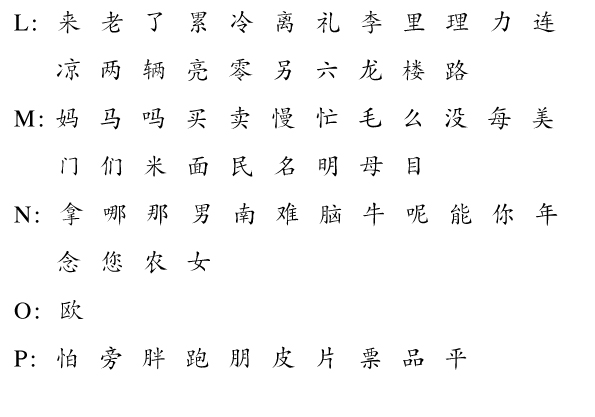 L: 来 老 了 累 冷 离 礼 李 里 理 力 连
凉 两 辆 亮 零 另 六 龙 楼 路
M: 妈 马 吗 买 卖 慢 忙 毛 么 没 每 美
门 们 米 面 民 名 明 母 目
N: 拿 哪 那 男 南 难 脑 牛 呢 能 你 年
念 您 农 女
O: 欧
P: 怕 旁 胖 跑 朋 皮 片 票 品 平